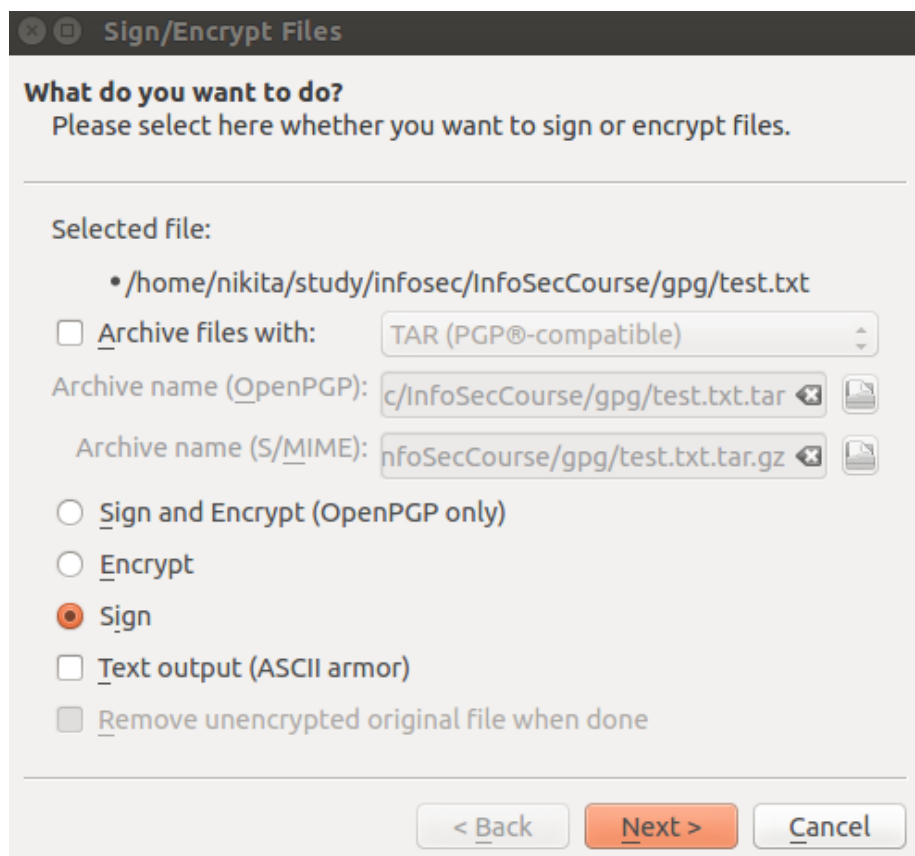 Sign/Encrypt Files
What do you want to do?
Please select here whether you want to sign or encrypt files.
Selected file:
•/home/nikita/study/infosec/InfoSecCourse/gpg/test.txt
Archive files with: TAR (PGP®-compatible)
Archive name (OpenPGP): c/InfoSecCourse/gpg/test.txt.tar
Archive name (S/MIME): nfoSecCourse/gpg/test.txt.tar.gz
Sign and Encrypt (OpenPGP only)
Encrypt
Sign
Text output (ASCII armor)
Remove unencrypted original file when done
< Back Next > Cancel